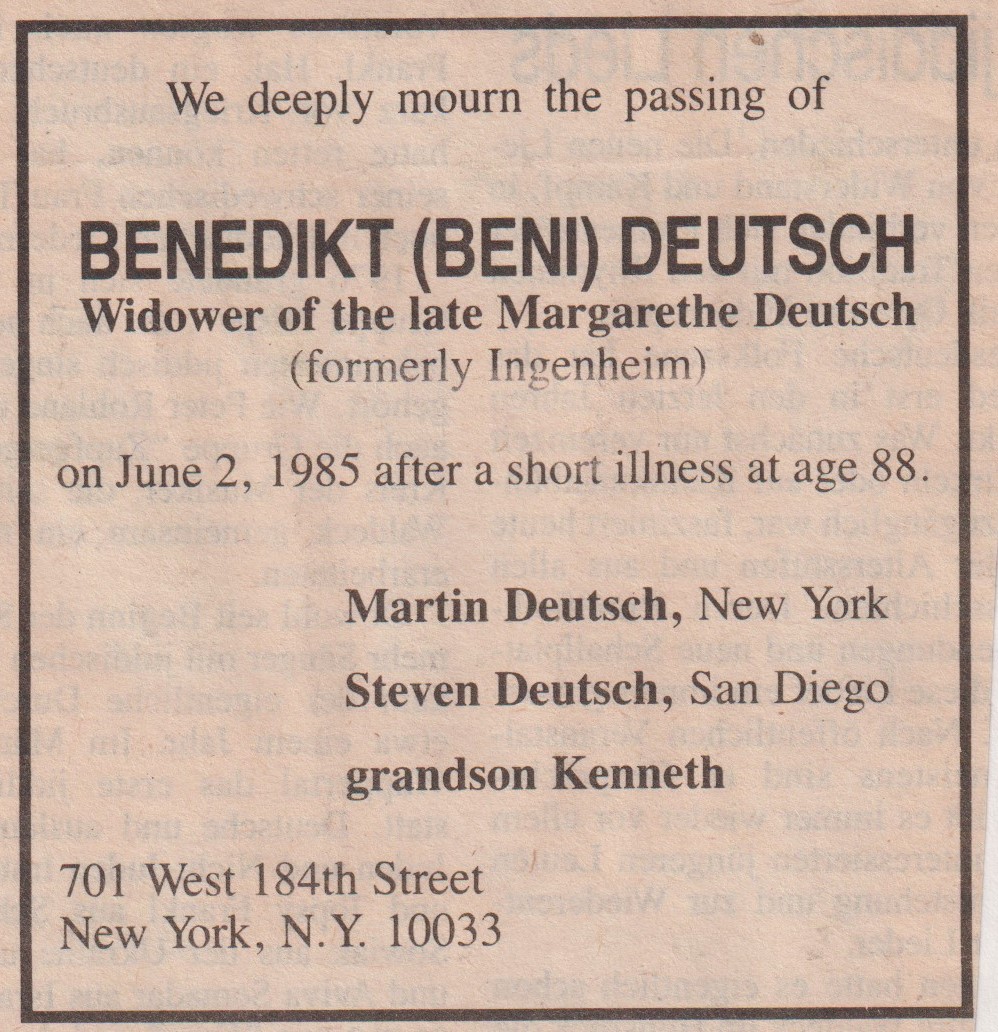 We deeply mourn the passing of
BENEDIKT (BENI) DEUTSCH
Widower of the late Margarethe Deutsch
(formerly Ingenheim)
on June 2, 1985 after a short illness at age 88.
Martin Deutsch, New York
Steven Deutsch, San Diego
grandson Kenneth
701 West 184th Street
New York, N.Y. 10033